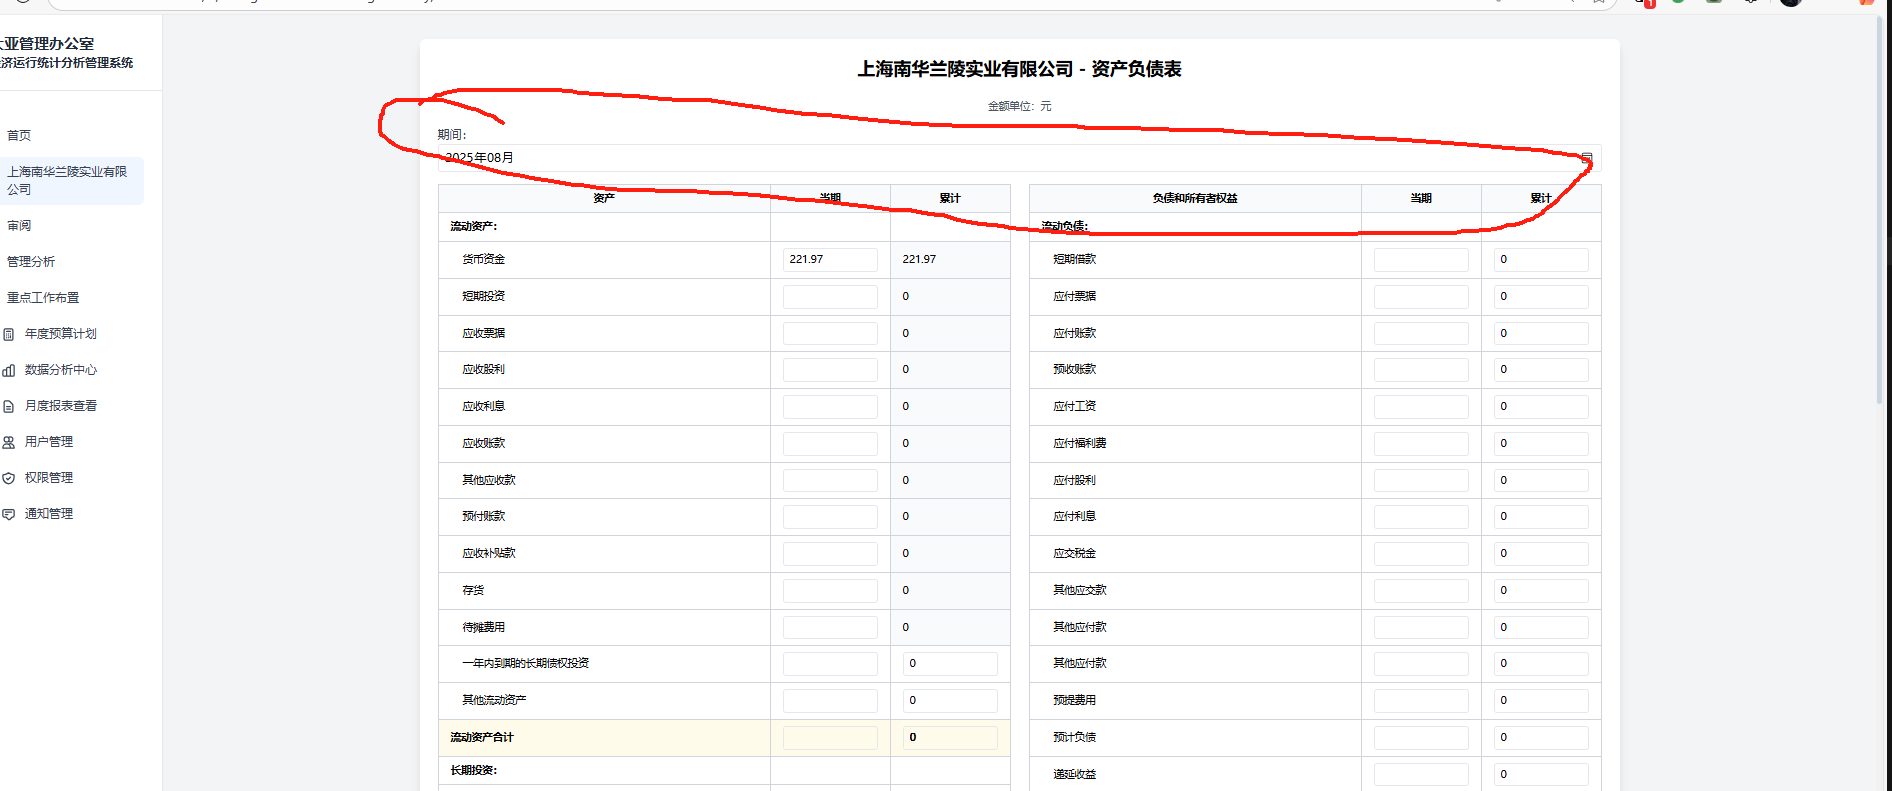 亚管理办公室
济运行统计分析管理系统
首页
上海南华兰陵实业有限
公司
审阅
管理分析
重点工作布置
年度预算计划
数据分析中心
月度报表查看
用户管理
权限管理
通知管理
1
上海南华兰陵实业有限公司 - 资产负债表
金额单位：元
期间：
2025年08月
资产 当期 累计 负债和所有者权益 当期 累计
流动资产： 流动负债：
货币资金 221.97 221.97 短期借款 0
短期投资 0 应付票据 0
应收票据 0 应付账款 0
应收股利 0 预收账款 0
应收利息 0 应付工资 0
应收账款 0 应付福利费 0
其他应收款 0 应付股利 0
预付账款 0 应付利息 0
应收补贴款 0 应交税金 0
存货 0 其他应交款 0
待摊费用 0 其他应付款 0
一年内到期的长期债权投资 0 其他应付款 0
其他流动资产 0 预提费用 0
流动资产合计 0 预计负债 0
长期投资： 递延收益 0